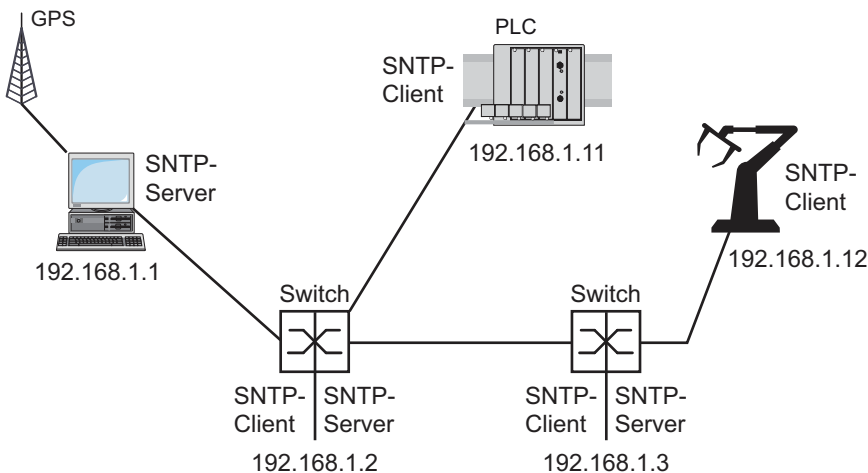 GPS
PLC
SNTP-
Client
192.168.1.11
SNTP-
Server
192.168.1.1
SNTP-
Client
192.168.1.12
Switch
SNTP-
Client
SNTP-
Server
192.168.1.2
Switch
SNTP-
Client
SNTP-
Server
192.168.1.3